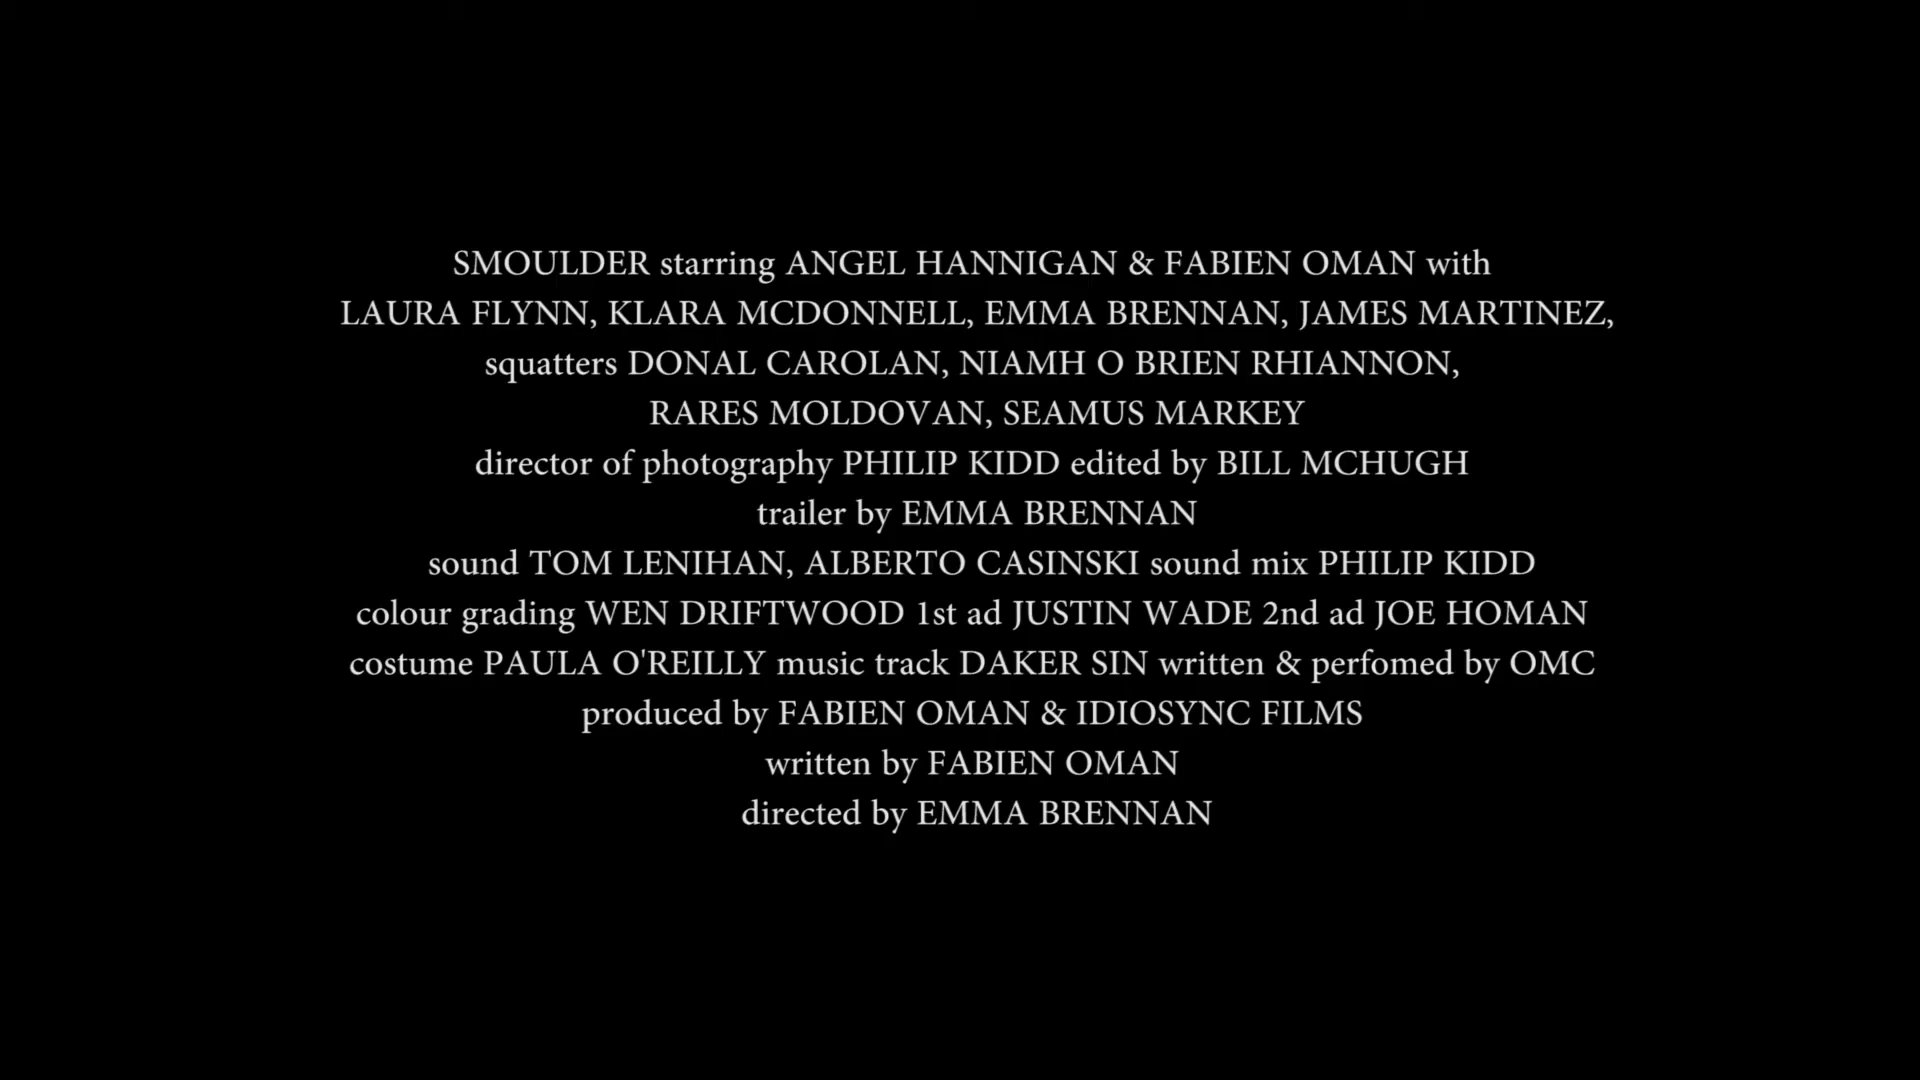 SMOULDER starring ANGEL HANNIGAN & FABIEN OMAN with
LAURA FLYNN, KLARA MCDONNELL, EMMA BRENNAN, JAMES MARTINEZ,
squatters DONAL CAROLAN, NIAMH O BRIEN RHIANNON,
RARES MOLDOVAN, SEAMUS MARKEY
director of photography PHILIP KIDD edited by BILL MCHUGH
trailer by EMMA BRENNAN
sound TOM LENIHAN, ALBERTO CASINSKI sound mix PHILIP KIDD
colour grading WEN DRIFTWOOD 1st ad JUSTIN WADE 2nd ad JOE HOMAN
costume PAULA O'REILLY music track DAKER SIN written & perfomed by OMC
produced by FABIEN OMAN & IDIOSYNC FILMS
written by FABIEN OMAN
directed by EMMA BRENNAN